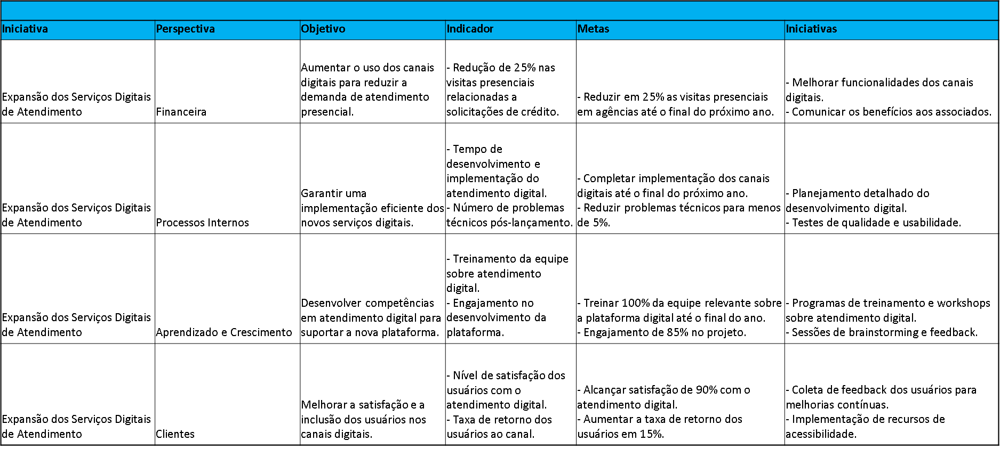 Iniciativa
Perspectiva
Objetivo
Indicador
Metas
Iniciativas
Expansão dos Serviços Digitais
de Atendimento
Financeira
Aumentar o uso dos canais
digitais para reduzir a
demanda de atendimento
presencial.
- Redução de 25% nas
visitas presenciais
relacionadas a
solicitações de crédito.
- Reduzir em 25% as visitas presenciais
em agências até o final do próximo ano.
- Melhorar funcionalidades dos canais
digitais.
- Comunicar os benefícios aos associados.
Expansão dos Serviços Digitais
de Atendimento
Processos Internos
Garantir uma
implementação eficiente dos
novos serviços digitais.
- Tempo de
desenvolvimento e
implementação do
atendimento digital.
- Número de problemas
técnicos pós-lançamento.
- Completar implementação dos canais
digitais até o final do próximo ano.
- Reduzir problemas técnicos para menos
de 5%.
- Planejamento detalhado do
desenvolvimento digital.
- Testes de qualidade e usabilidade.
Expansão dos Serviços Digitais
de Atendimento
Aprendizado e Crescimento
Desenvolver competências
em atendimento digital para
suportar a nova plataforma.
- Treinamento da equipe
sobre atendimento
digital.
- Engajamento no
desenvolvimento da
plataforma.
- Treinar 100% da equipe relevante sobre
a plataforma digital até o final do ano.
- Engajamento de 85% no projeto.
- Programas de treinamento e workshops
sobre atendimento digital.
- Sessões de brainstorming e feedback.
Expansão dos Serviços Digitais
de Atendimento
Clientes
Melhorar a satisfação e a
inclusão dos usuários nos
canais digitais.
- Nível de satisfação dos
usuários com o
atendimento digital.
- Taxa de retorno dos
usuários ao canal.
- Alcançar satisfação de 90% com o
atendimento digital.
- Aumentar a taxa de retorno dos
usuários em 15%.
- Coleta de feedback dos usuários para
melhorias contínuas.
- Implementação de recursos de
acessibilidade.